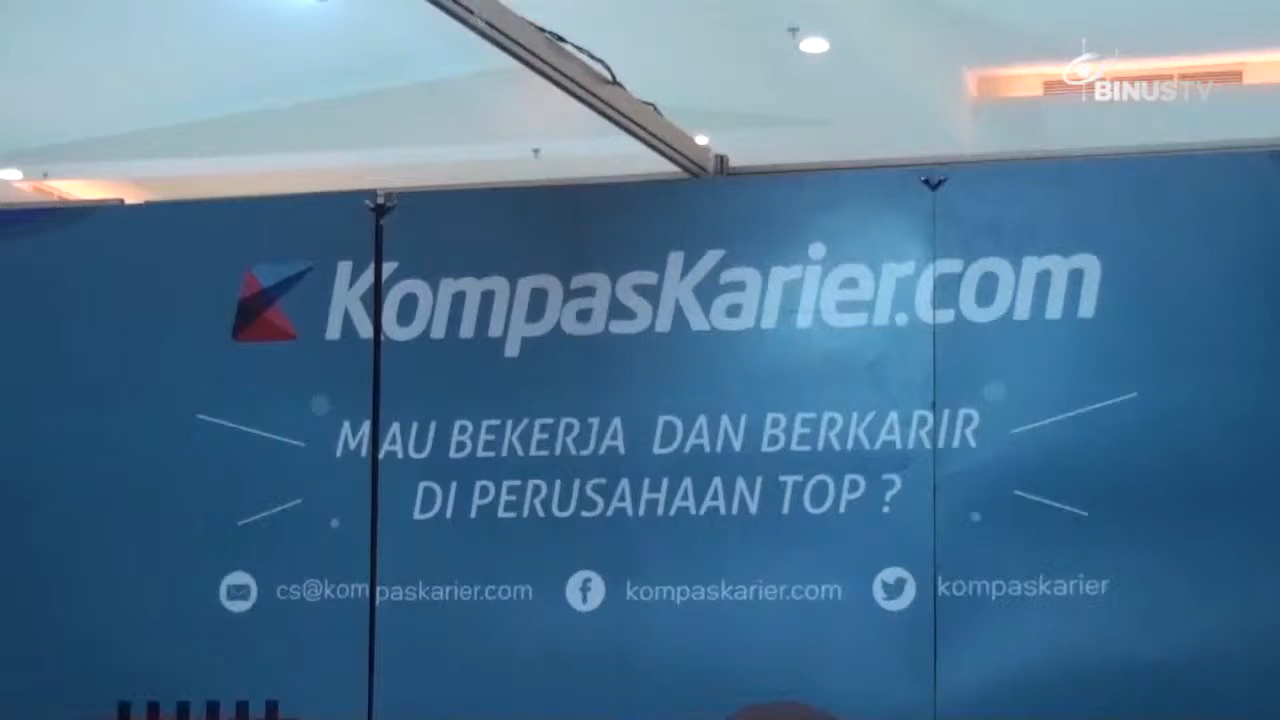 BINUSTV
KompasKarier.com
MAU BEKERJA DAN BERKARIR
DI PERUSAHAAN TOP ?
cs@kompaskarier.com kompaskarier.com kompaskarier